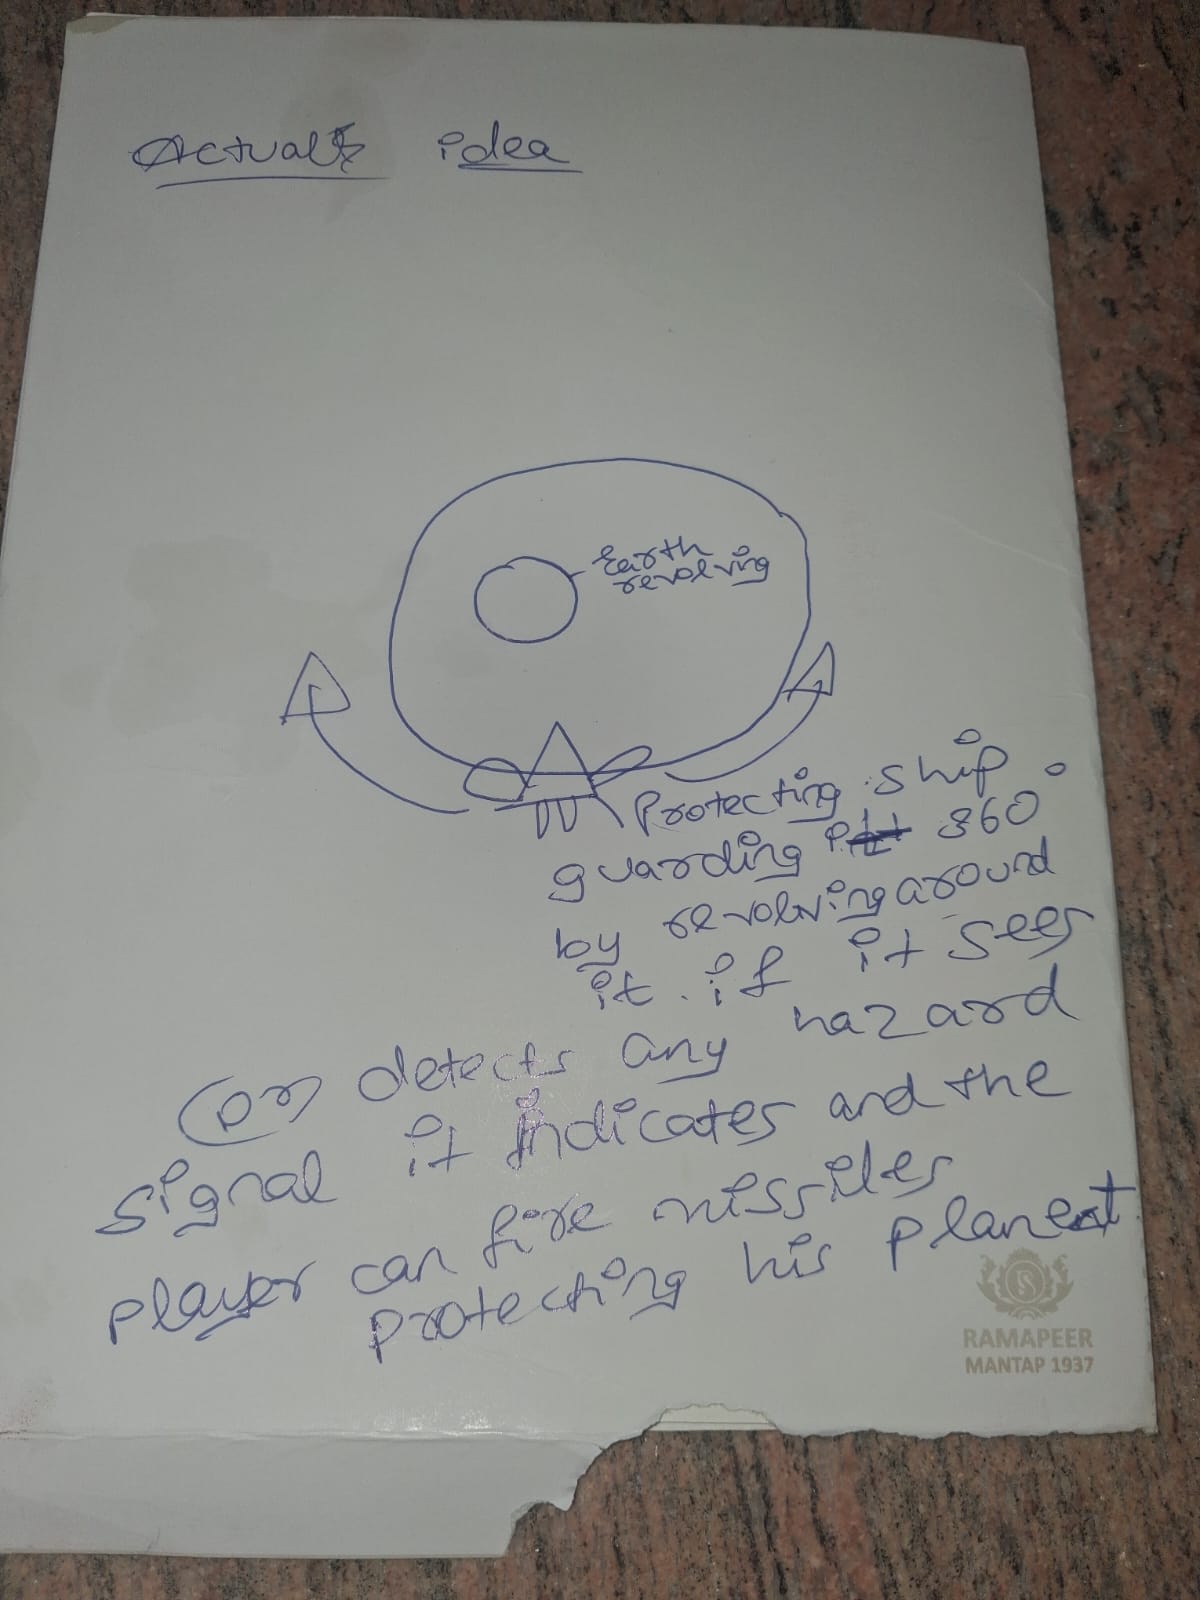 Actual idea
Earth
revolving
Protecting ship
guarding 360°
by revolving around
it. if it sees
(or) detects any hazard
signal it indicates and the
player can fire missiles
protecting his planet
RAMAPEER
MANTAP 1937